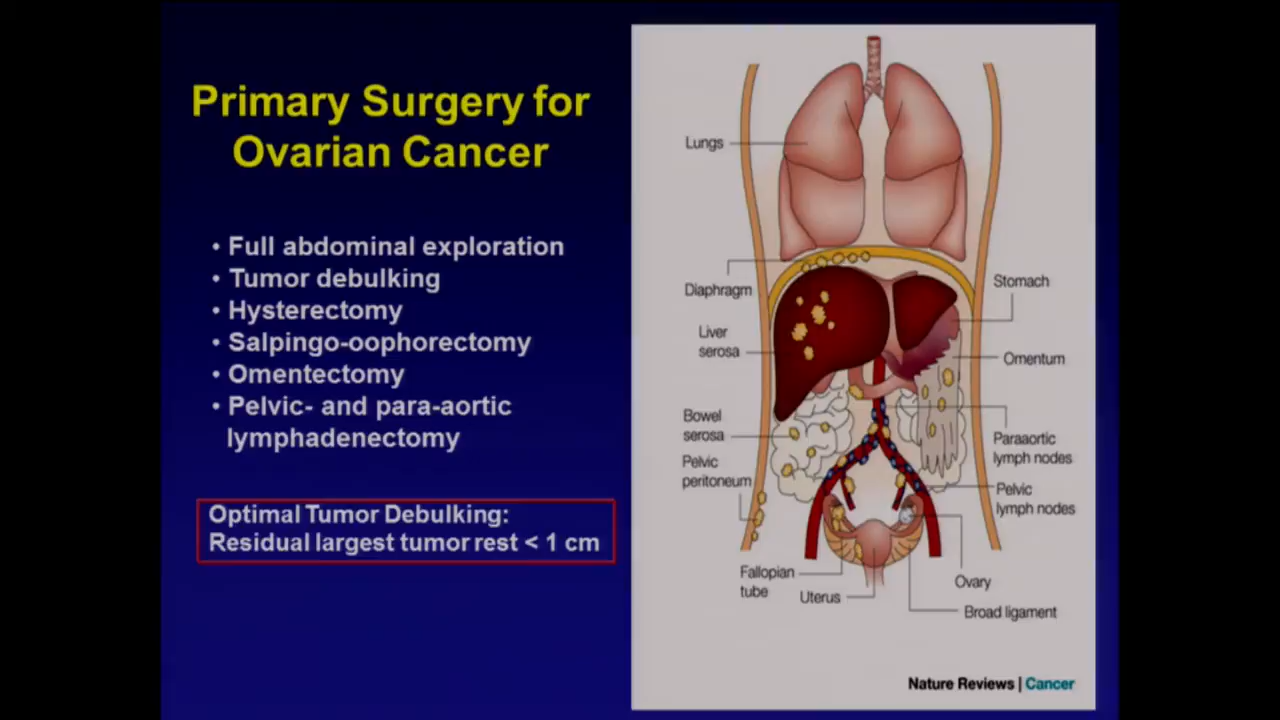 Primary Surgery for
Ovarian Cancer
• Full abdominal exploration
• Tumor debulking
• Hysterectomy
• Salpingo-oophorectomy
• Omentectomy
• Pelvic- and para-aortic
lymphadenectomy
Optimal Tumor Debulking:
Residual largest tumor rest < 1 cm
Lungs
Diaphragm
Liver
serosa
Bowel
serosa
Pelvic
peritoneum
Fallopian
tube
Uterus
Stomach
Omentum
Paraaortic
lymph nodes
Pelvic
lymph nodes
Ovary
Broad ligament
Nature Reviews | Cancer